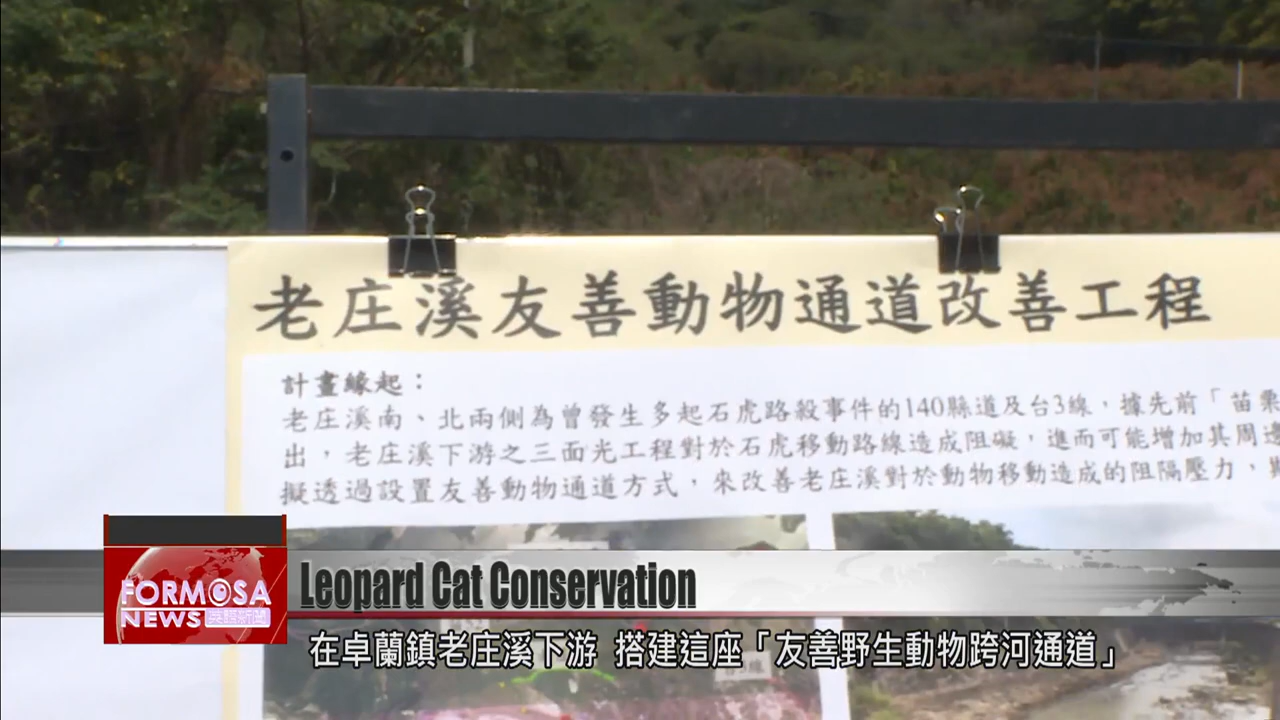 老庄溪友善動物通道改善工程
計畫緣起：
老庄溪南、北兩側為曾發生多起石虎路殺事件的140縣道及台3線，據先前「苗栗
出，老庄溪下游之三面光工程對於石虎移動路線造成阻礙，進而可能增加其周邊
擬透過設置友善動物通道方式，來改善老庄溪對於動物移動造成的阻隔壓力，期
FORMOSA
NEWS
Leopard Cat Conservation
在卓蘭鎮老庄溪下游 搭建這座「友善野生動物跨河通道」